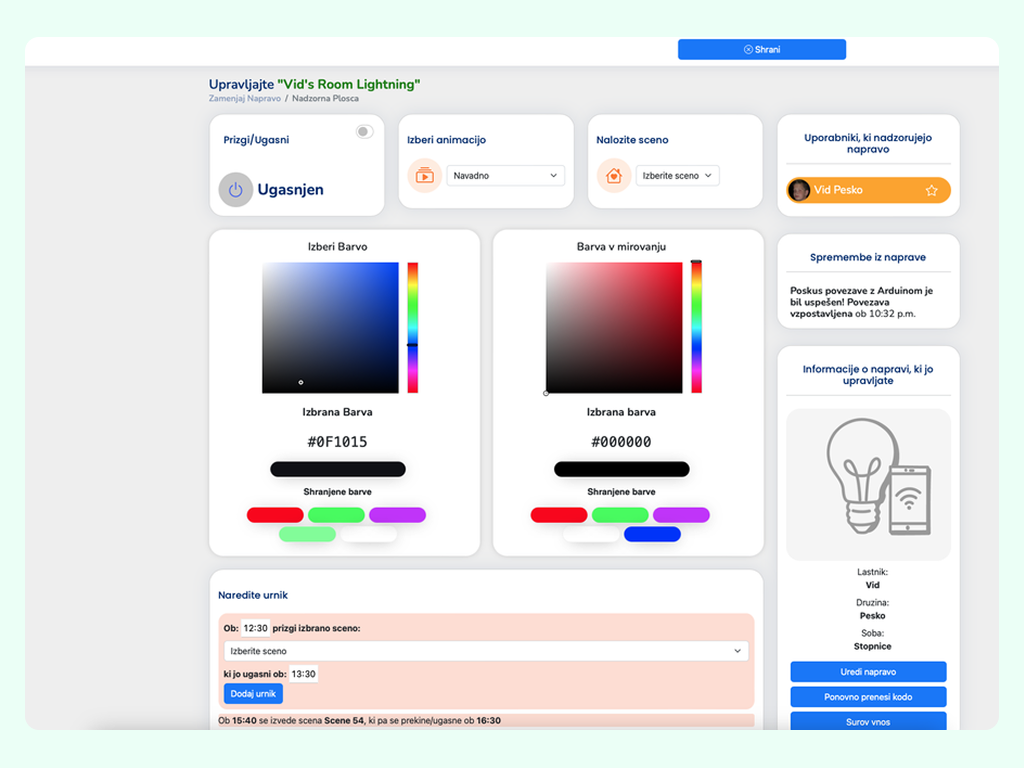 Shrani
Upravljajte "Vid's Room Lightning"
Zamenjaj Napravo / Nadzorna Plosca
Prizgi/Ugasni
Ugasnjen
Izberi animacijo
Navadno
Nalozite sceno
Izberite sceno
Izberi Barvo
Izbrana Barva
#0F1015
Shranjene barve
Barva v mirovanju
Izbrana barva
#000000
Shranjene barve
Naredite urnik
Ob: 12:30 prizgi izbrano sceno:
Izberite sceno
ki jo ugasni ob: 13:30
Dodaj urnik
Ob 15:40 se izvede scena Scene 54, ki pa se prekine/ugasne ob 16:30
Uporabniki, ki nadzorujejo
napravo
Vid Pesko
Spremembe iz naprave
Poskus povezave z Arduinom je
bil uspešen! Povezava
vzpostavljena ob 10:32 p.m.
Informacije o napravi, ki jo
upravljate
Lastnik:
Vid
Druzina:
Pesko
Soba:
Stopnice
Uredi napravo
Ponovno prenesi kodo
Surov vnos